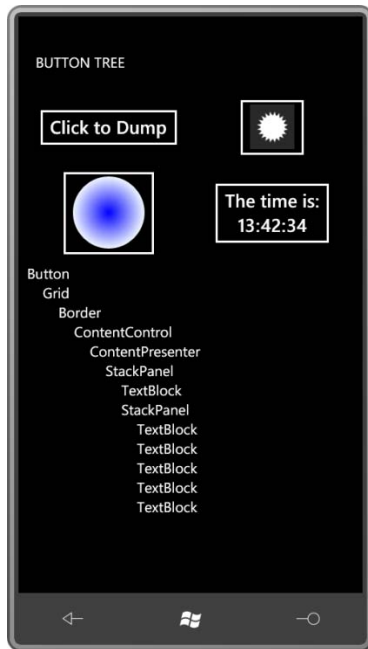 BUTTON TREE
Click to Dump
The time is:
13:42:34
Button
Grid
Border
ContentControl
ContentPresenter
StackPanel
TextBlock
StackPanel
TextBlock
TextBlock
TextBlock
TextBlock
TextBlock